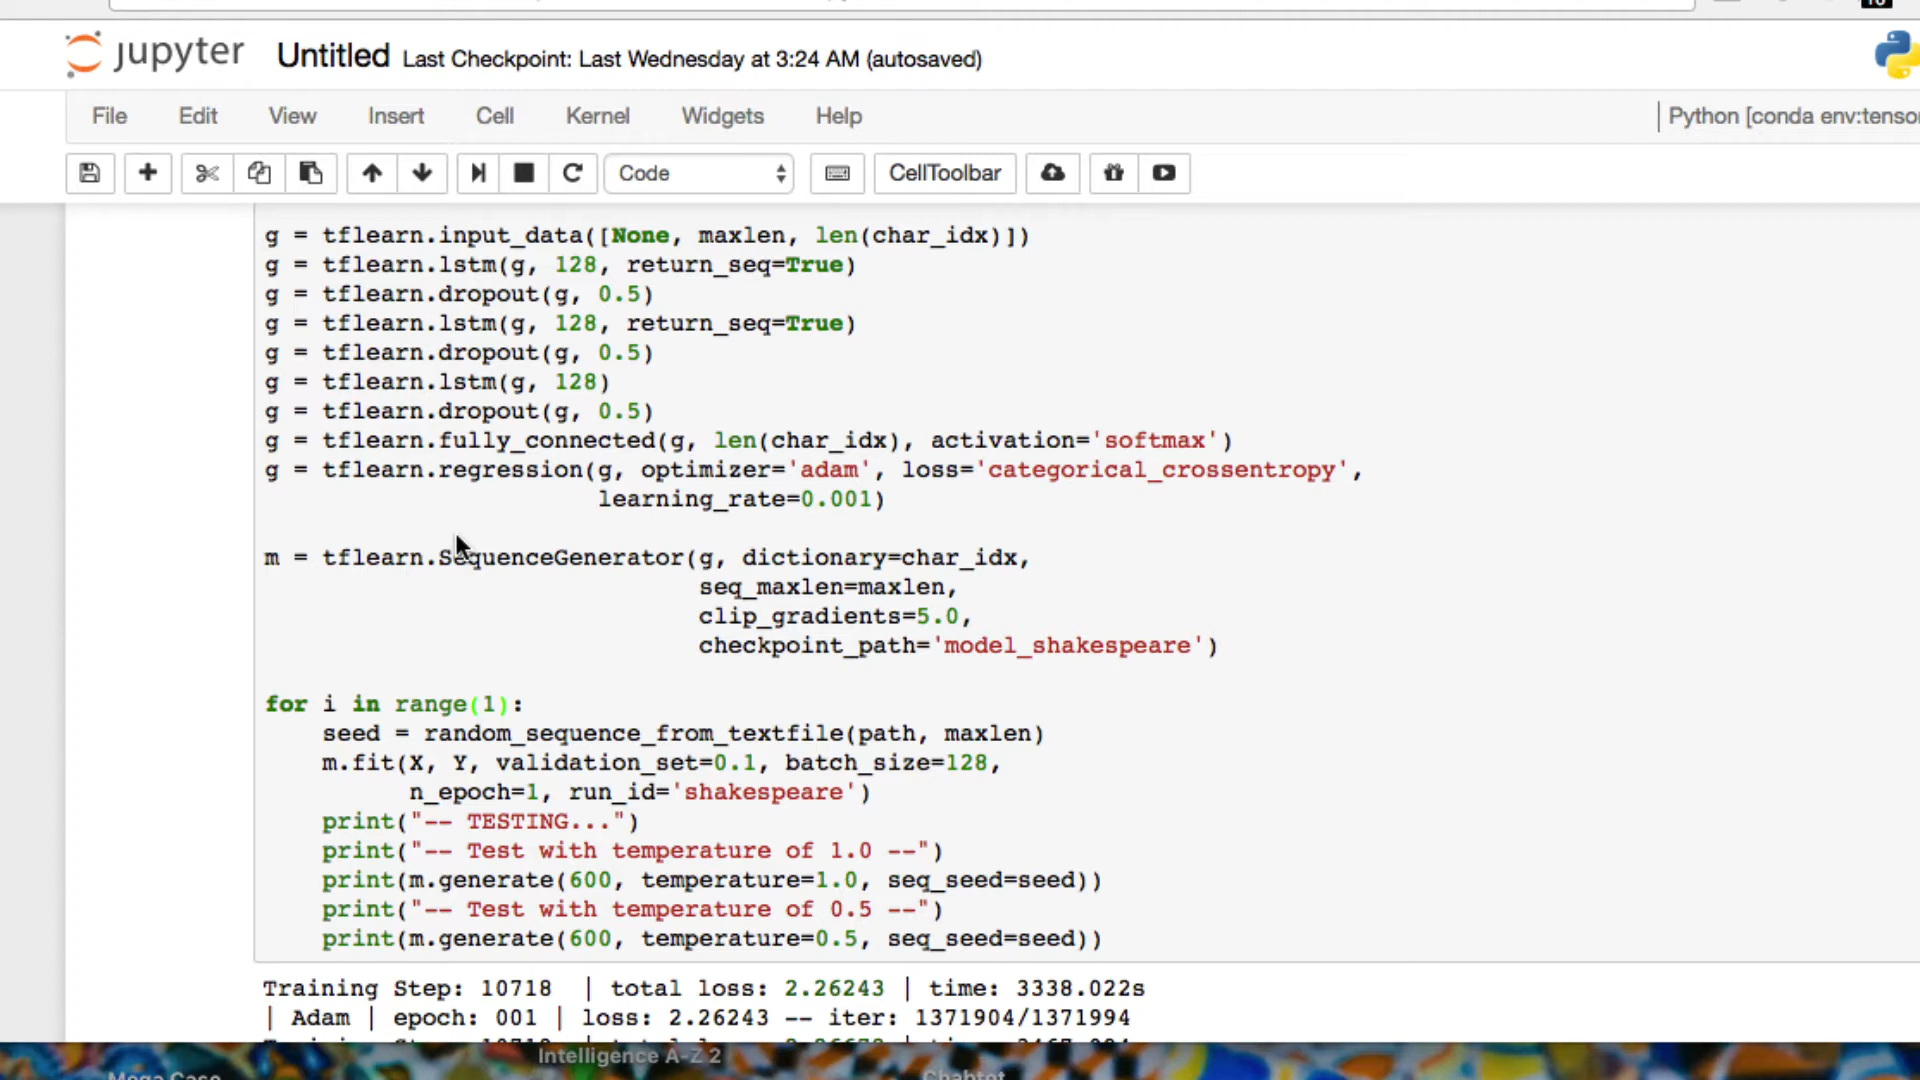 jupyter Untitled Last Checkpoint: Last Wednesday at 3:24 AM (autosaved)
File Edit View Insert Cell Kernel Widgets Help Python [conda env:tenso
Code CellToolbar
g = tflearn.input_data([None, maxlen, len(char_idx)])
g = tflearn.lstm(g, 128, return_seq=True)
g = tflearn.dropout(g, 0.5)
g = tflearn.lstm(g, 128, return_seq=True)
g = tflearn.dropout(g, 0.5)
g = tflearn.lstm(g, 128)
g = tflearn.dropout(g, 0.5)
g = tflearn.fully_connected(g, len(char_idx), activation='softmax')
g = tflearn.regression(g, optimizer='adam', loss='categorical_crossentropy',
                       learning_rate=0.001)
m = tflearn.SequenceGenerator(g, dictionary=char_idx,
                              seq_maxlen=maxlen,
                              clip_gradients=5.0,
                              checkpoint_path='model_shakespeare')
for i in range(1):
    seed = random_sequence_from_textfile(path, maxlen)
    m.fit(X, Y, validation_set=0.1, batch_size=128,
          n_epoch=1, run_id='shakespeare')
    print("-- TESTING...")
    print("-- Test with temperature of 1.0 --")
    print(m.generate(600, temperature=1.0, seq_seed=seed))
    print("-- Test with temperature of 0.5 --")
    print(m.generate(600, temperature=0.5, seq_seed=seed))
Training Step: 10718  | total loss: 2.26243 | time: 3338.022s
| Adam | epoch: 001 | loss: 2.26243 -- iter: 1371904/1371994
Intelligence A-Z 2
Mega Case
Chabtot